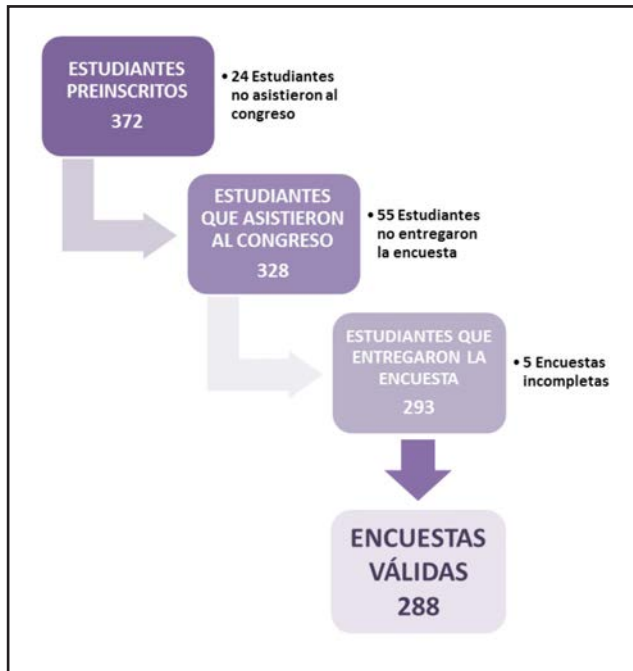 ESTUDIANTES
PREINSCRITOS
372
• 24 Estudiantes
no asistieron al
congreso
ESTUDIANTES
QUE ASISTIERON
AL CONGRESO
328
• 55 Estudiantes
no entregaron
la encuesta
ESTUDIANTES QUE
ENTREGARON LA
ENCUESTA
293
• 5 Encuestas
incompletas
ENCUESTAS
VÁLIDAS
288